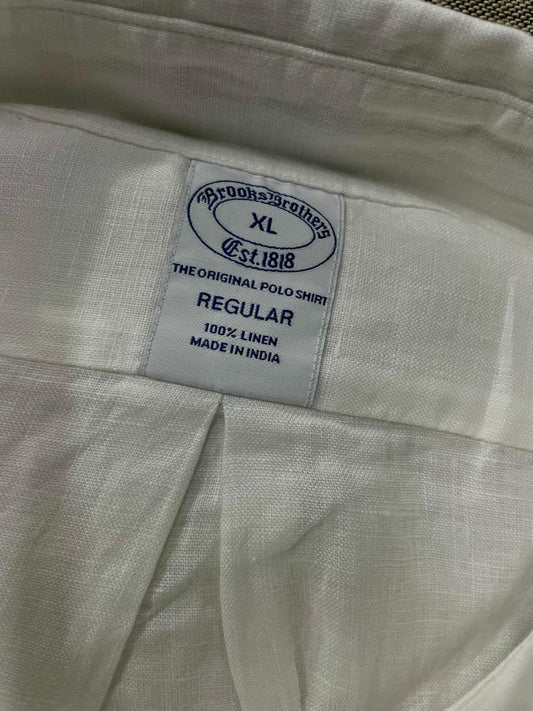 Brooks Brothers
XL
Est. 1818
THE ORIGINAL POLO SHIRT
REGULAR
100% LINEN
MADE IN INDIA